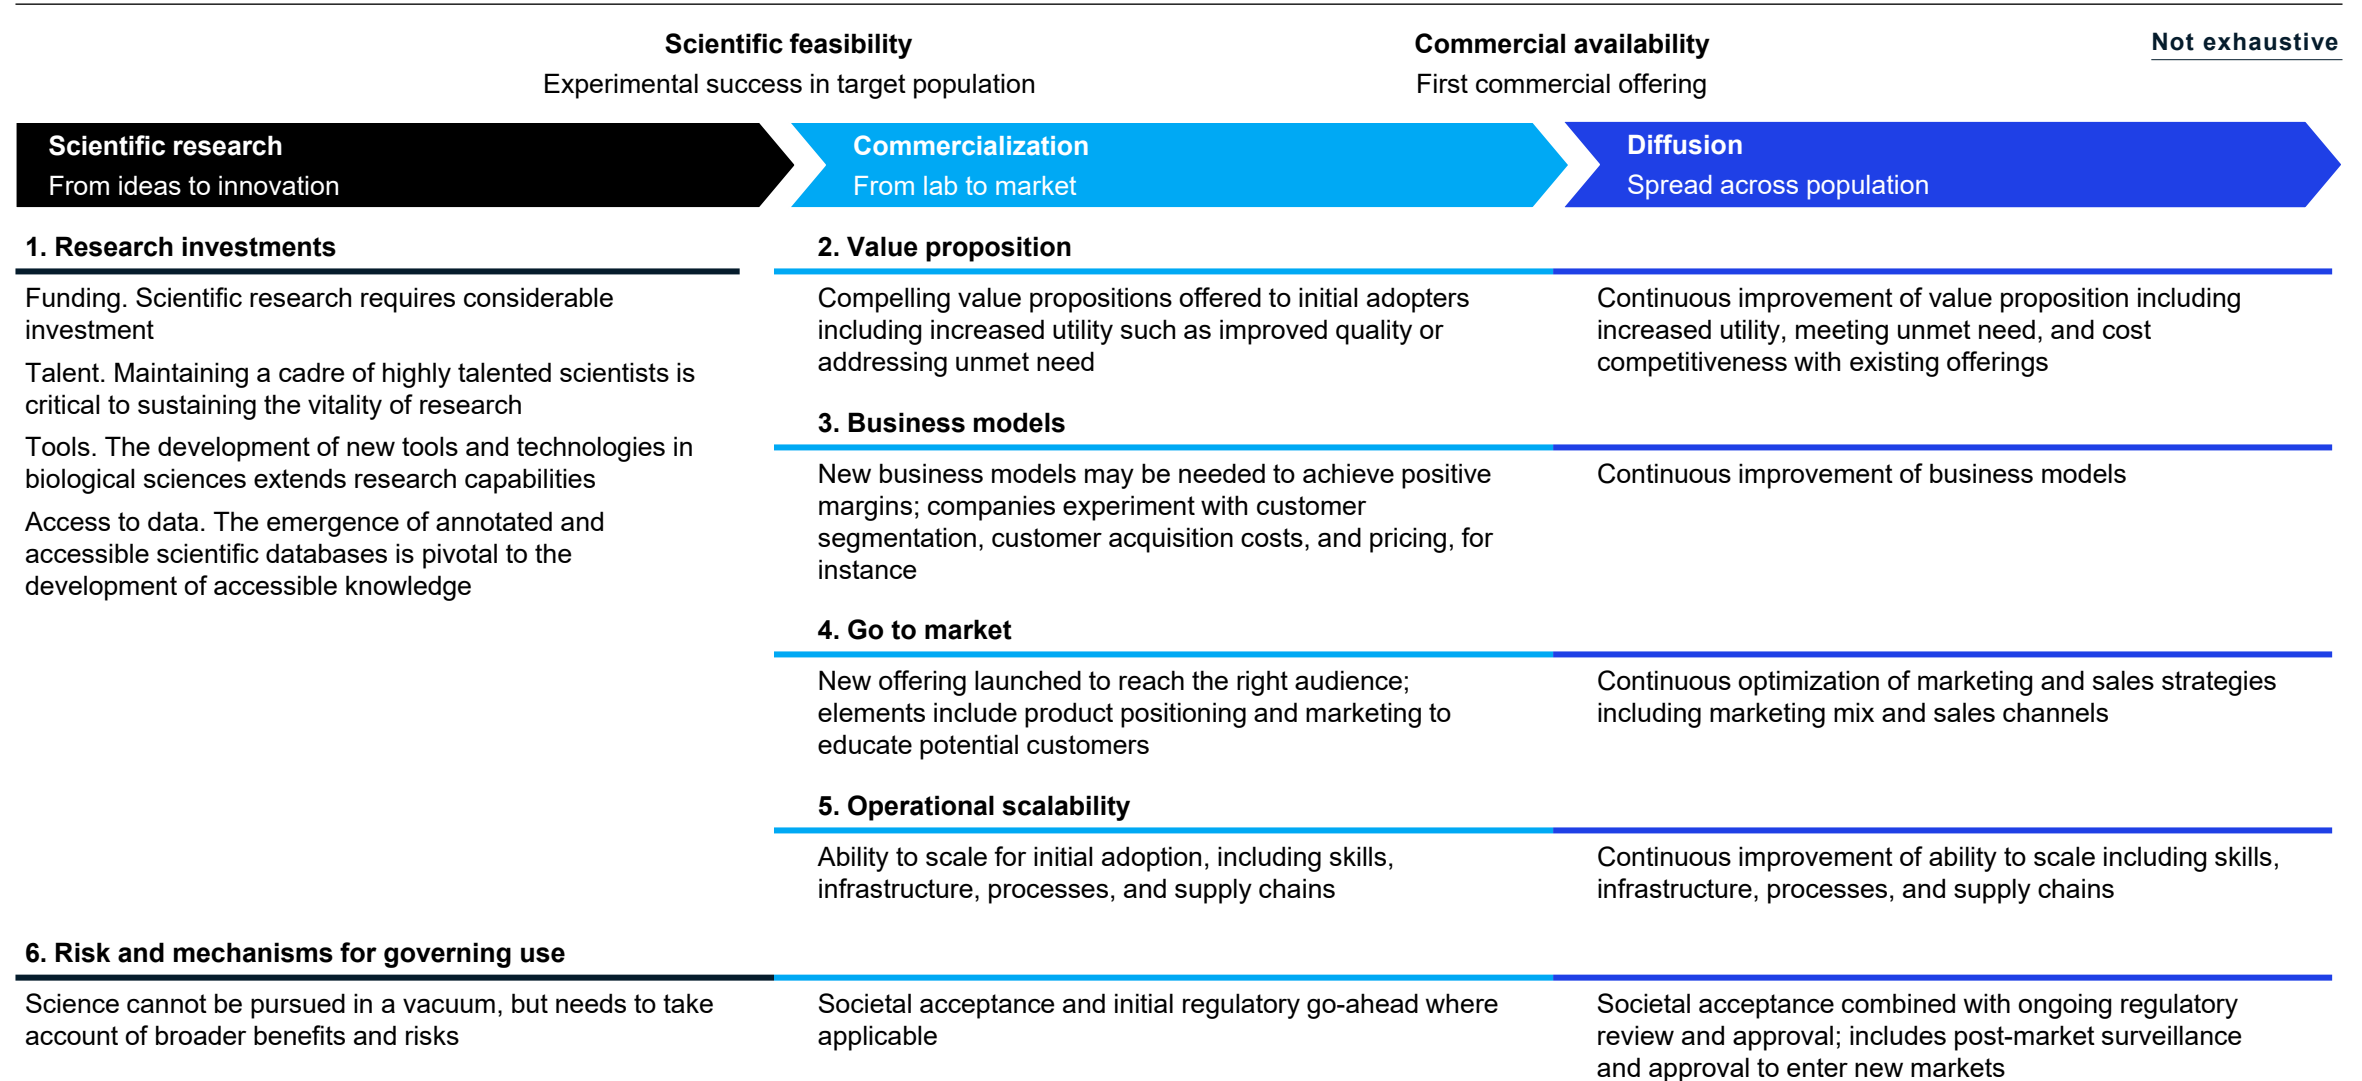 Scientific feasibility
Experimental success in target population
Commercial availability
First commercial offering
Not exhaustive
Scientific research
From ideas to innovation
Commercialization
From lab to market
Diffusion
Spread across population
1. Research investments
Funding. Scientific research requires considerable
investment
Talent. Maintaining a cadre of highly talented scientists is
critical to sustaining the vitality of research
Tools. The development of new tools and technologies in
biological sciences extends research capabilities
Access to data. The emergence of annotated and
accessible scientific databases is pivotal to the
development of accessible knowledge
2. Value proposition
Compelling value propositions offered to initial adopters
including increased utility such as improved quality or
addressing unmet need
Continuous improvement of value proposition including
increased utility, meeting unmet need, and cost
competitiveness with existing offerings
3. Business models
New business models may be needed to achieve positive
margins; companies experiment with customer
segmentation, customer acquisition costs, and pricing, for
instance
Continuous improvement of business models
4. Go to market
New offering launched to reach the right audience;
elements include product positioning and marketing to
educate potential customers
Continuous optimization of marketing and sales strategies
including marketing mix and sales channels
5. Operational scalability
Ability to scale for initial adoption, including skills,
infrastructure, processes, and supply chains
Continuous improvement of ability to scale including skills,
infrastructure, processes, and supply chains
6. Risk and mechanisms for governing use
Science cannot be pursued in a vacuum, but needs to take
account of broader benefits and risks
Societal acceptance and initial regulatory go-ahead where
applicable
Societal acceptance combined with ongoing regulatory
review and approval; includes post-market surveillance
and approval to enter new markets